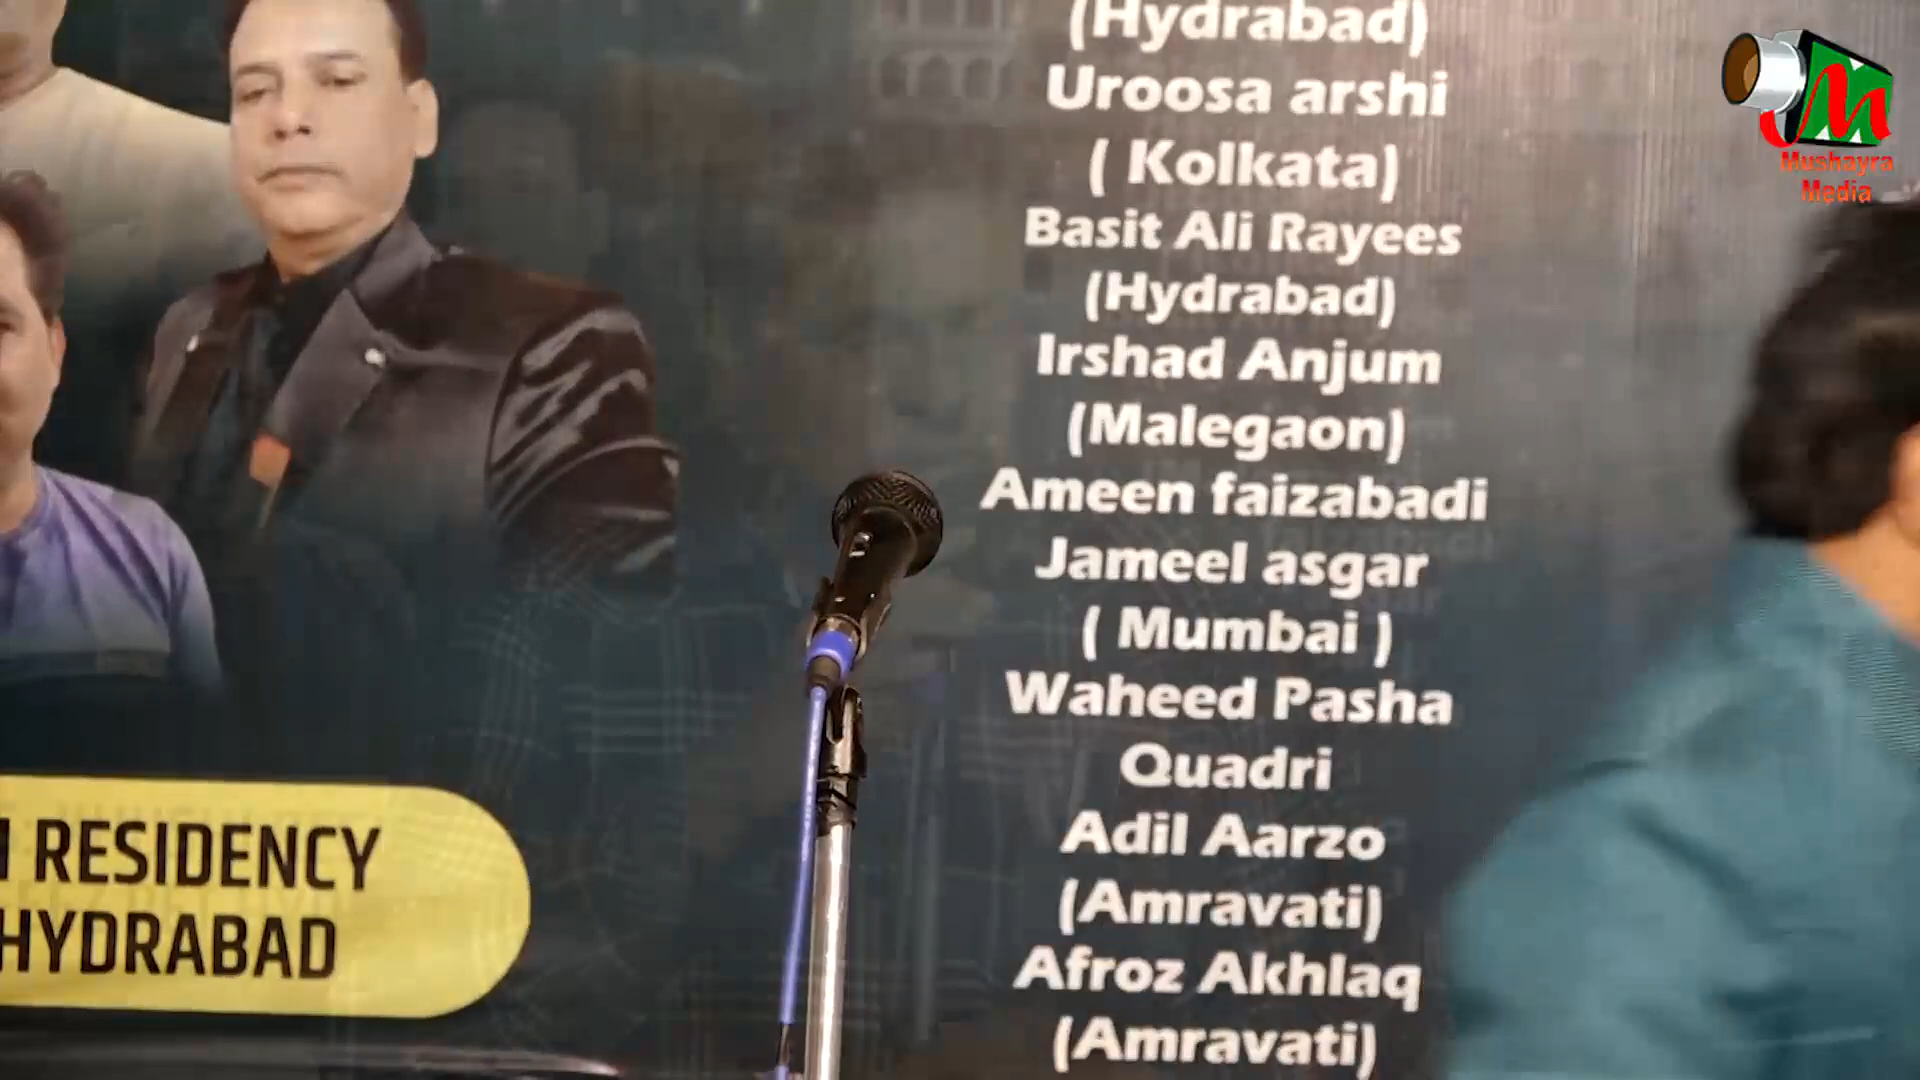 (Hydrabad)
Uroosa arshi
( Kolkata)
Basit Ali Rayees
(Hydrabad)
Irshad Anjum
(Malegaon)
Ameen faizabadi
Jameel asgar
( Mumbai )
Waheed Pasha
Quadri
Adil Aarzo
(Amravati)
Afroz Akhlaq
(Amravati)
RESIDENCY
HYDRABAD
M
Mushayra
Media